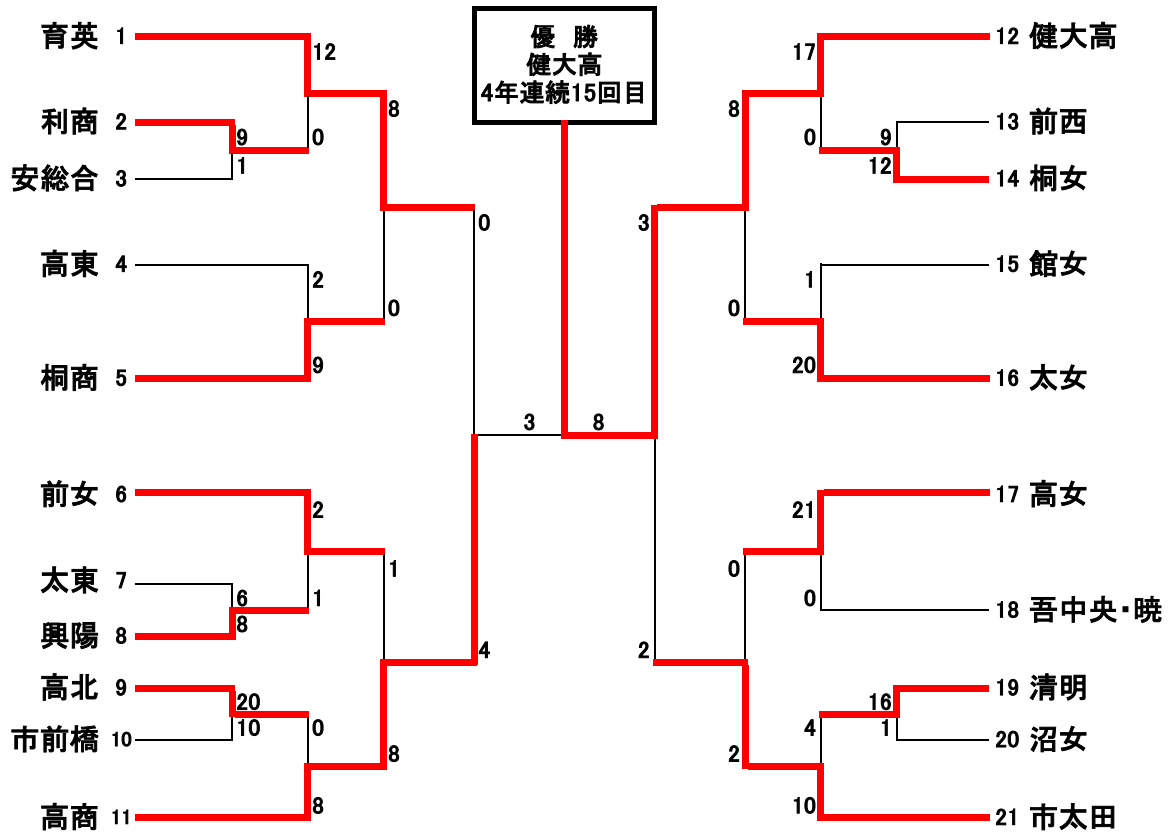 優 勝
健大高
4年連続15回目
育英 1
利商 2
安総合 3
高東 4
桐商 5
前女 6
太東 7
興陽 8
高北 9
市前橋 10
高商 11
12
9
1
0
8
2
9
0
0
2
6
8
1
1
20
10
0
8
8
4
3
8
3
2
17
9
12
0
8
1
20
0
21
0
0
16
1
4
10
2
12 健大高
13 前西
14 桐女
15 館女
16 太女
17 高女
18 吾中央・暁
19 清明
20 沼女
21 市太田